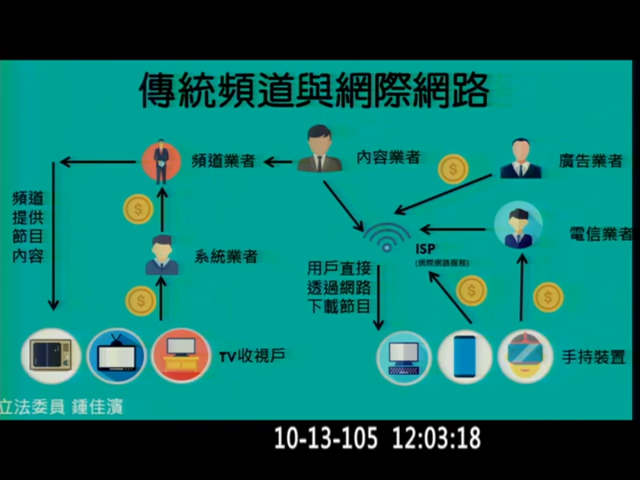 傳統頻道與網際網路
頻道業者
內容業者
廣告業者
頻道
提供
節目
內容
系統業者
電信業者
ISP
(網際網路服務)
用戶直接
透過網路
下載節目
TV收視戶
手持裝置
立法委員 鍾佳濱
10-13-105 12:03:18